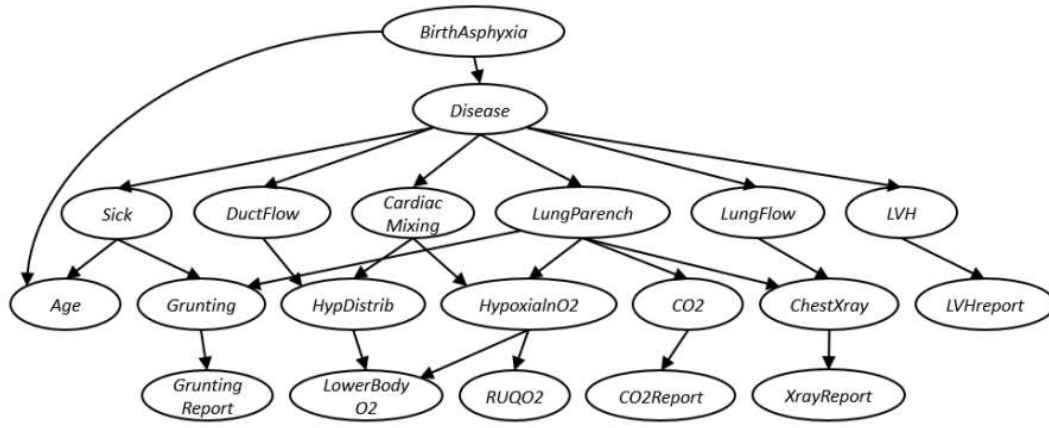 BirthAsphyxia
Disease
Sick
DuctFlow
Cardiac
Mixing
LungParench
LungFlow
LVH
Age
Grunting
HypDistrib
HypoxiaInO2
CO2
ChestXray
LVHreport
Grunting
Report
LowerBody
O2
RUQO2
CO2Report
XrayReport